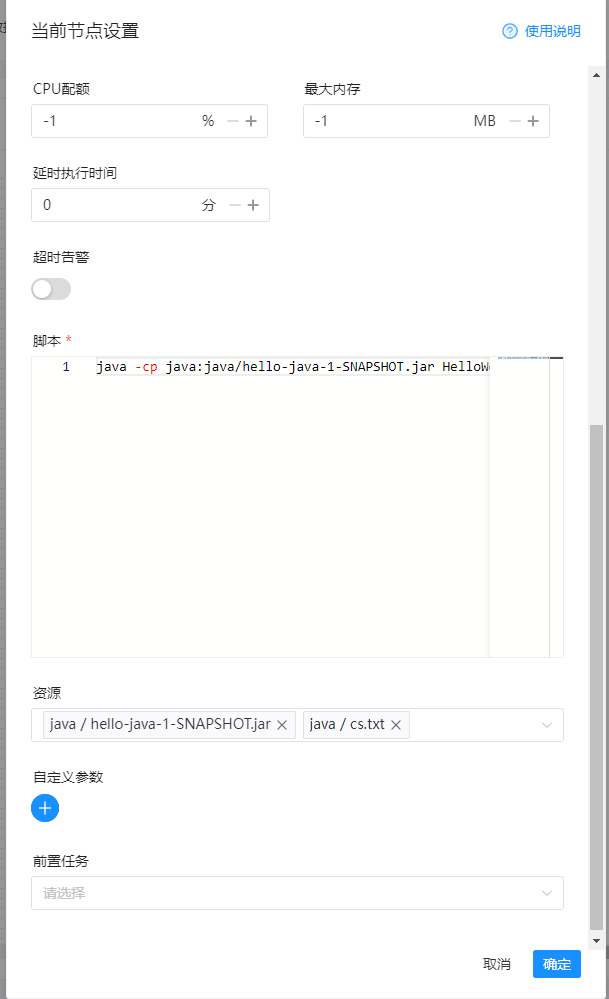 当前节点设置
使用说明
CPU配额
最大内存
-1 %
-1 MB
延时执行时间
0 分
超时告警
脚本 *
1 java -cp java:java/hello-java-1-SNAPSHOT.jar
资源
java / hello-java-1-SNAPSHOT.jar
java / cs.txt
自定义参数
前置任务
请选择
取消
确定